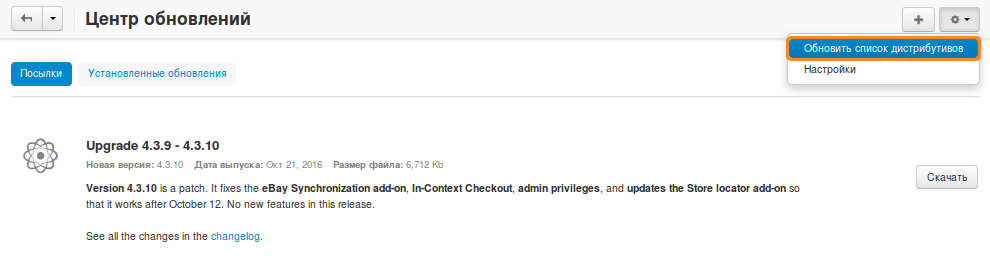 Центр обновлений
Обновить список дистрибутивов
Настройки
Посылки Установленные обновления
Upgrade 4.3.9 - 4.3.10
Новая версия: 4.3.10 Дата выпуска: Окт 21, 2016 Размер файла: 6,712 Kb
Version 4.3.10 is a patch. It fixes the eBay Synchronization add-on, In-Context Checkout, admin privileges, and updates the Store locator add-on so
that it works after October 12. No new features in this release.
Скачать
See all the changes in the changelog.